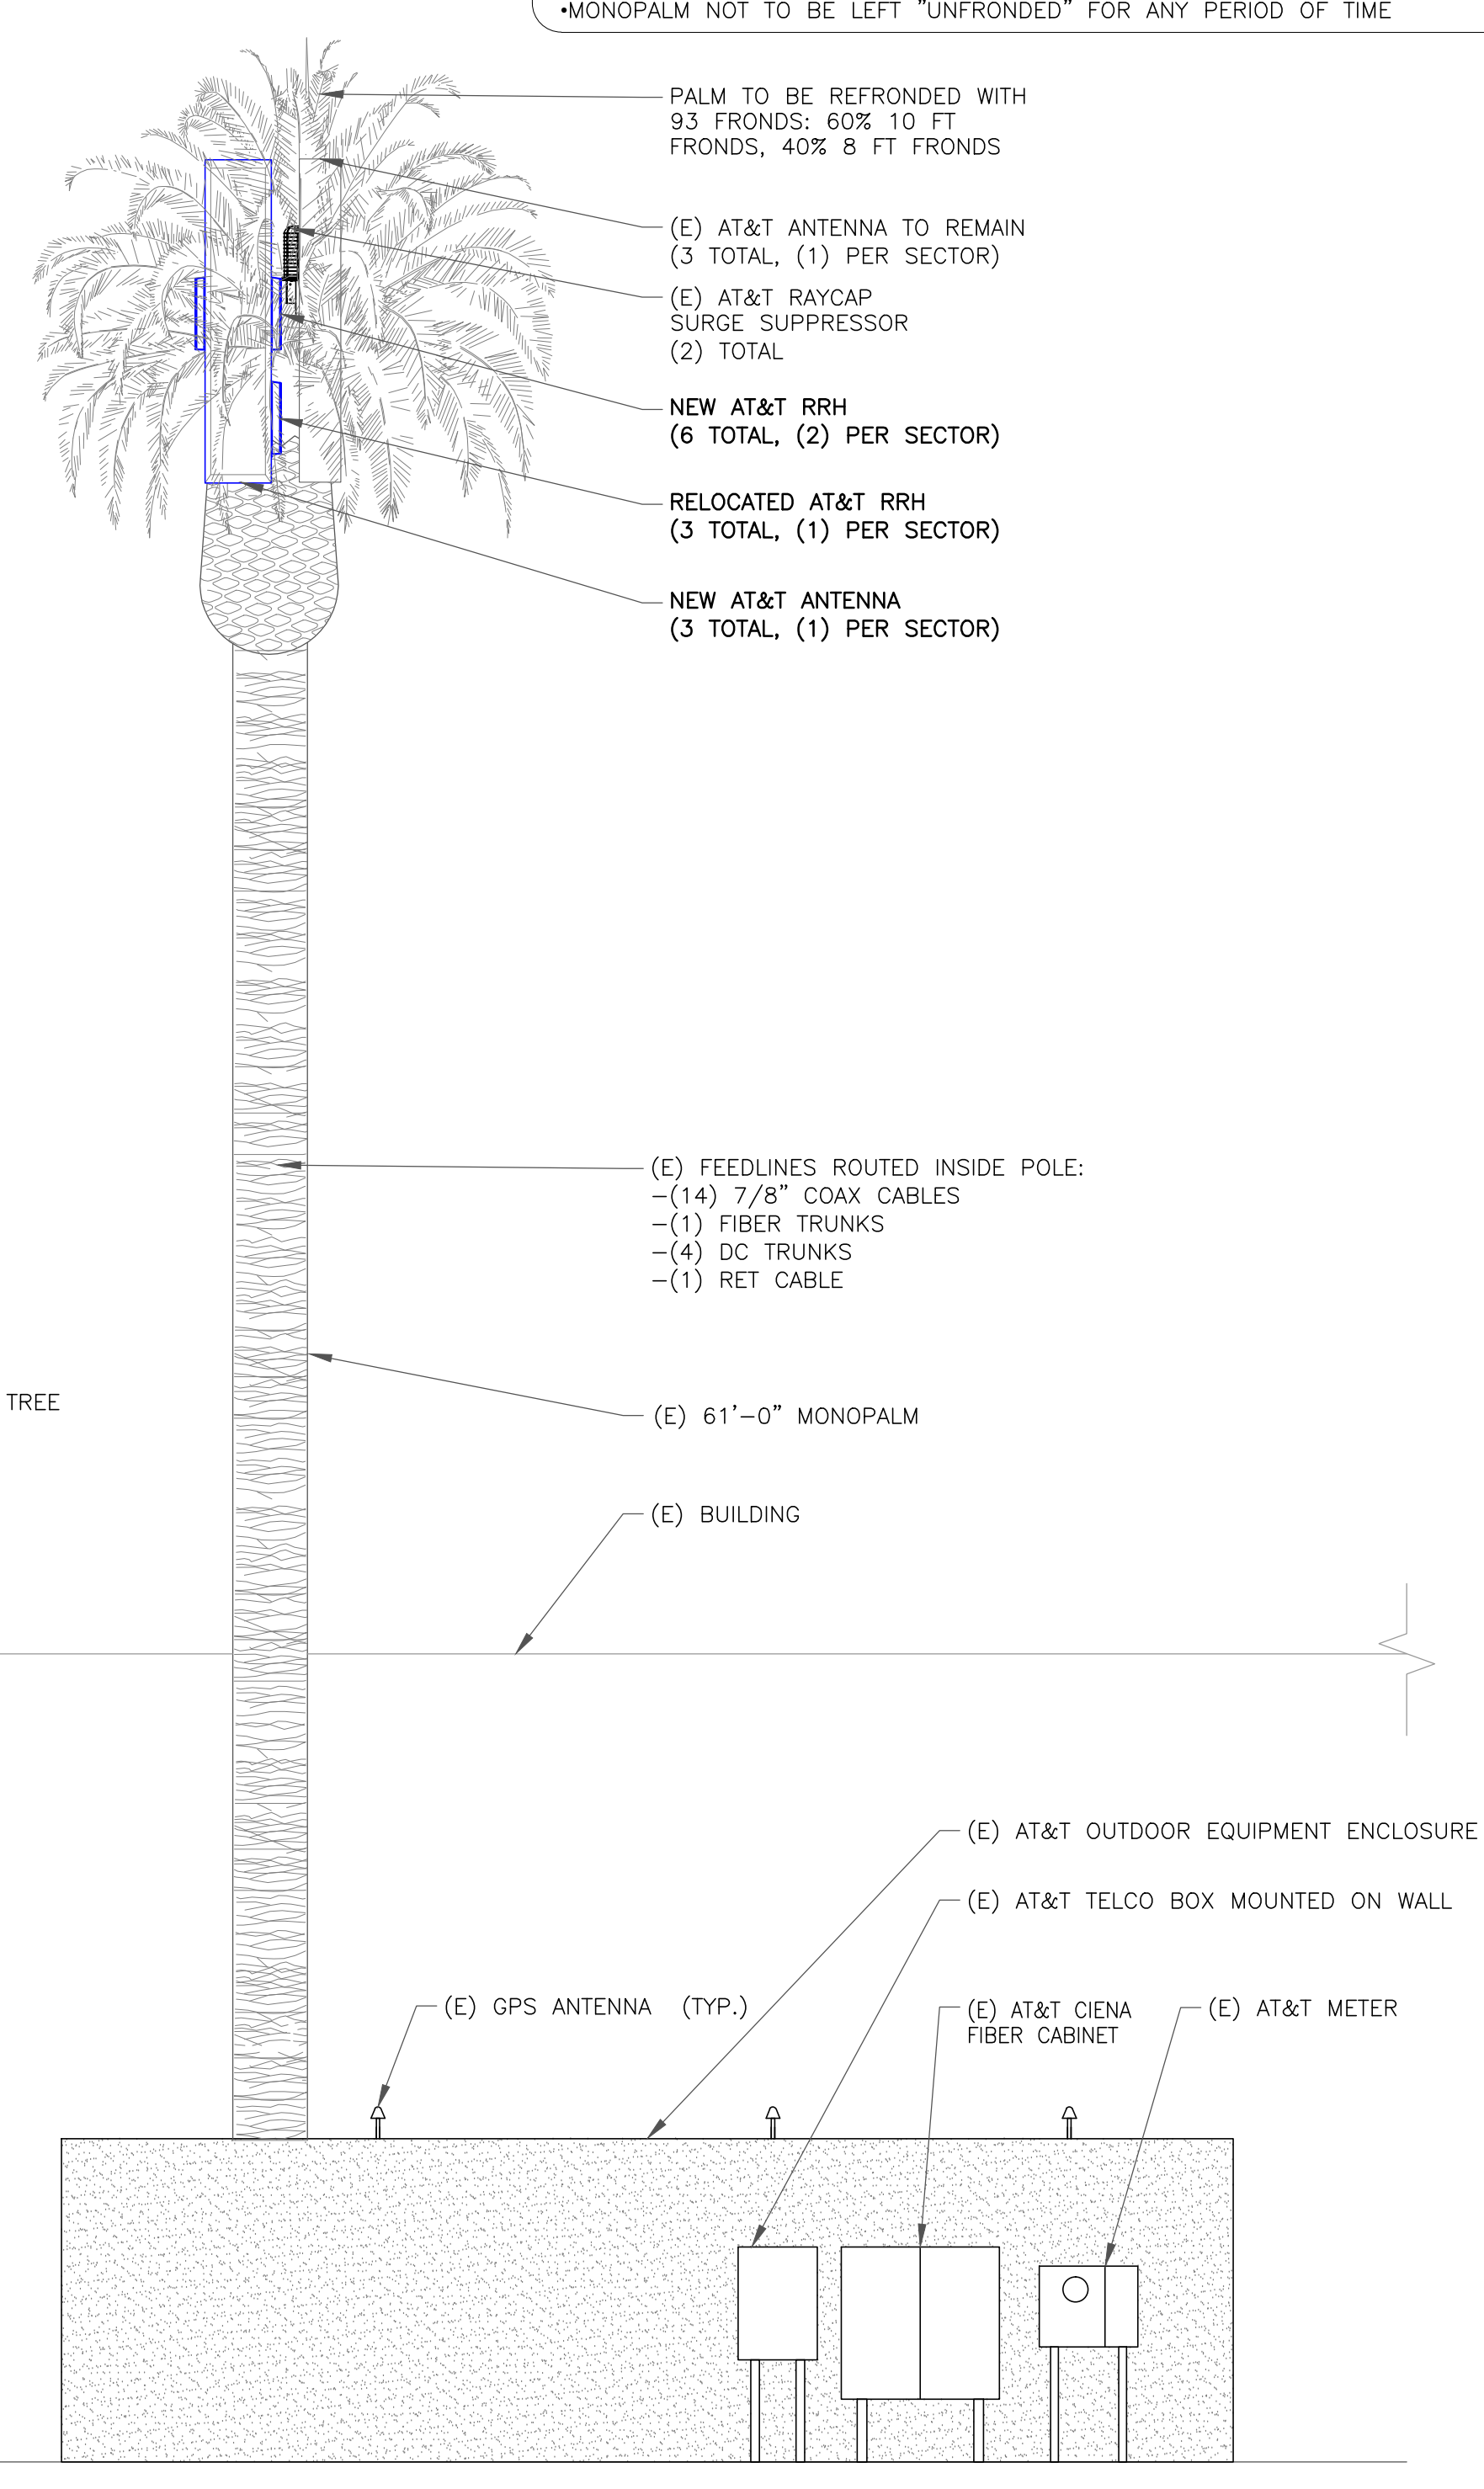 •MONOPALM NOT TO BE LEFT "UNFRONDED" FOR ANY PERIOD OF TIME
PALM TO BE REFRONDED WITH
93 FRONDS: 60% 10 FT
FRONDS, 40% 8 FT FRONDS
(E) AT&T ANTENNA TO REMAIN
(3 TOTAL, (1) PER SECTOR)
(E) AT&T RAYCAP
SURGE SUPPRESSOR
(2) TOTAL
NEW AT&T RRH
(6 TOTAL, (2) PER SECTOR)
RELOCATED AT&T RRH
(3 TOTAL, (1) PER SECTOR)
NEW AT&T ANTENNA
(3 TOTAL, (1) PER SECTOR)
(E) FEEDLINES ROUTED INSIDE POLE:
-(14) 7/8" COAX CABLES
-(1) FIBER TRUNKS
-(4) DC TRUNKS
-(1) RET CABLE
TREE
(E) 61'-0" MONOPALM
(E) BUILDING
(E) AT&T OUTDOOR EQUIPMENT ENCLOSURE
(E) AT&T TELCO BOX MOUNTED ON WALL
(E) GPS ANTENNA (TYP.)
(E) AT&T CIENA
FIBER CABINET
(E) AT&T METER